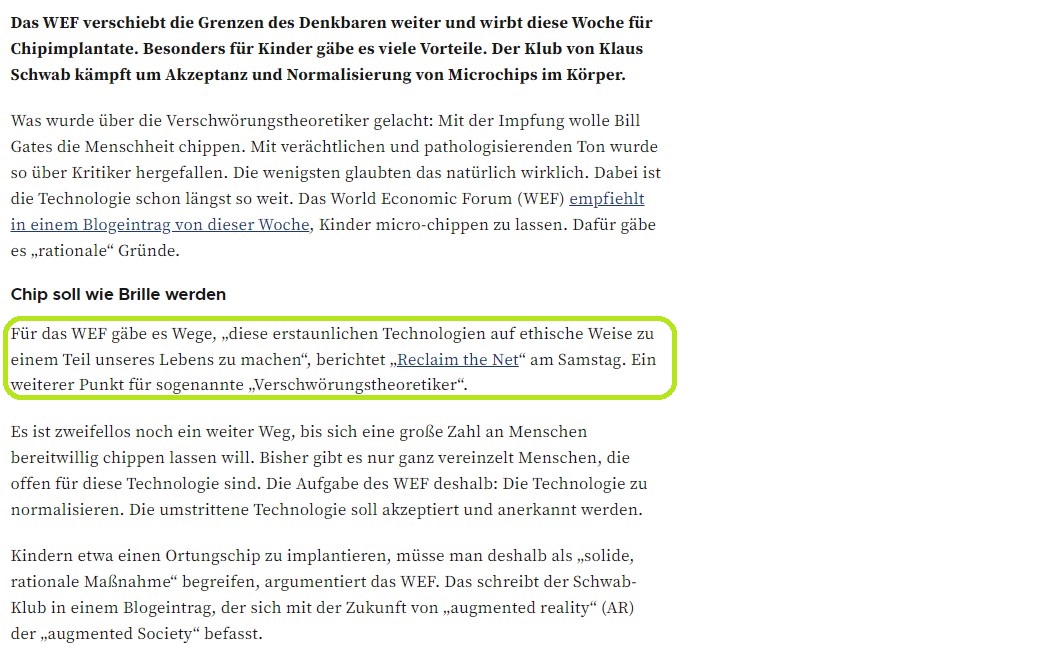 Das WEF verschiebt die Grenzen des Denkbaren weiter und wirbt diese Woche für
Chipimplantate. Besonders für Kinder gäbe es viele Vorteile. Der Klub von Klaus
Schwab kämpft um Akzeptanz und Normalisierung von Microchips im Körper.
Was wurde über die Verschwörungstheoretiker gelacht: Mit der Impfung wolle Bill
Gates die Menschheit chippen. Mit verächtlichen und pathologisierenden Ton wurde
so über Kritiker hergefallen. Die wenigsten glaubten das natürlich wirklich. Dabei ist
die Technologie schon längst so weit. Das World Economic Forum (WEF) empfiehlt
in einem Blogeintrag von dieser Woche, Kinder micro-chippen zu lassen. Dafür gäbe
es „rationale“ Gründe.
Chip soll wie Brille werden
Für das WEF gäbe es Wege, „diese erstaunlichen Technologien auf ethische Weise zu
einem Teil unseres Lebens zu machen“, berichtet „Reclaim the Net“ am Samstag. Ein
weiterer Punkt für sogenannte „Verschwörungstheoretiker“.
Es ist zweifellos noch ein weiter Weg, bis sich eine große Zahl an Menschen
bereitwillig chippen lassen will. Bisher gibt es nur ganz vereinzelt Menschen, die
offen für diese Technologie sind. Die Aufgabe des WEF deshalb: Die Technologie zu
normalisieren. Die umstrittene Technologie soll akzeptiert und anerkannt werden.
Kindern etwa einen Ortungschip zu implantieren, müsse man deshalb als „solide,
rationale Maßnahme“ begreifen, argumentiert das WEF. Das schreibt der Schwab-
Klub in einem Blogeintrag, der sich mit der Zukunft von „augmented reality“ (AR)
der „augmented Society“ befasst.